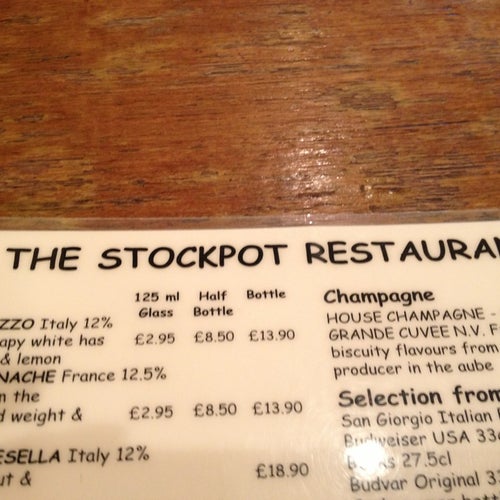 THE STOCKPOT RESTAURAN
125 ml Half Bottle
Glass Bottle
ZZO Italy 12%
apy white has £2.95 £8.50 £13.90
& lemon
NACHE France 12.5%
n the
d weight & £2.95 £8.50 £13.90
ESELLA Italy 12%
ut & £18.90
Champagne
HOUSE CHAMPAGNE -
GRANDE CUVEE N.V. F
biscuity flavours from
producer in the aube
Selection from
San Giorgio Italian
Budweiser USA 33c
27.5cl
Budvar Original 3